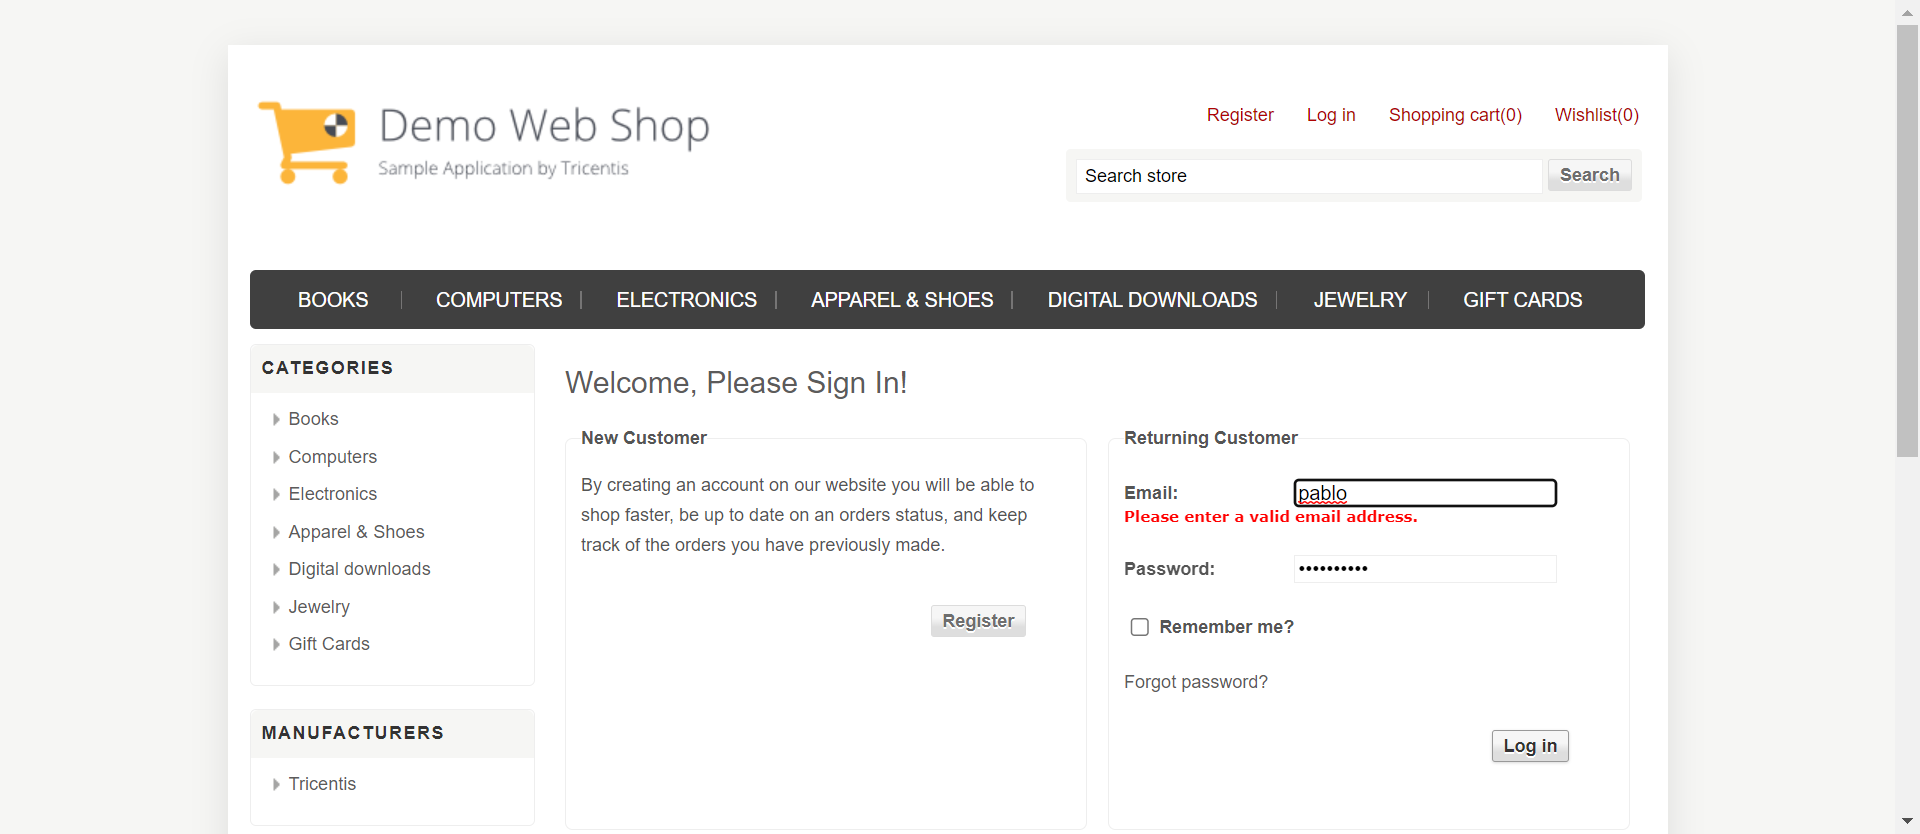 Demo Web Shop
Sample Application by Tricentis
Register Log in Shopping cart(0) Wishlist(0)
Search store Search
BOOKS COMPUTERS ELECTRONICS APPAREL & SHOES DIGITAL DOWNLOADS JEWELRY GIFT CARDS
CATEGORIES
Books
Computers
Electronics
Apparel & Shoes
Digital downloads
Jewelry
Gift Cards
MANUFACTURERS
Tricentis
Welcome, Please Sign In!
New Customer
By creating an account on our website you will be able to
shop faster, be up to date on an orders status, and keep
track of the orders you have previously made.
Register
Returning Customer
Email: pablo
Please enter a valid email address.
Password: ••••••••••
Remember me?
Forgot password?
Log in